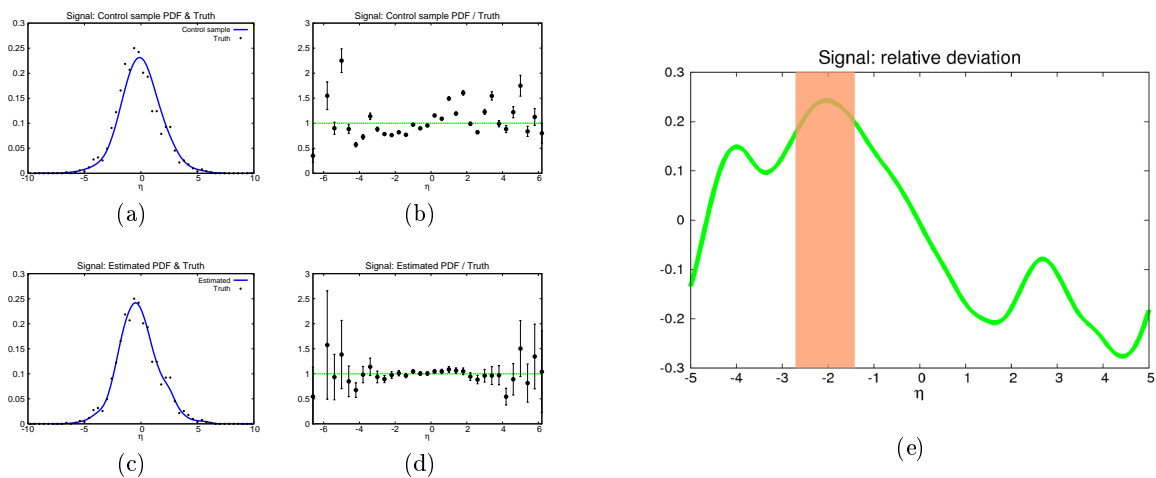 Signal: Control sample PDF & Truth
Control sample
Truth
0.3
0.25
0.2
0.15
0.1
0.05
0
-10 -5 0 5 10
η
(a)
Signal: Control sample PDF / Truth
3
2.5
2
1.5
1
0.5
0
-6 -4 -2 0 2 4 6
η
(b)
Signal: Estimated PDF & Truth
Estimated
Truth
0.3
0.25
0.2
0.15
0.1
0.05
0
-10 -5 0 5 10
η
(c)
Signal: Estimated PDF / Truth
3
2.5
2
1.5
1
0.5
0
-6 -4 -2 0 2 4 6
η
(d)
Signal: relative deviation
0.3
0.2
0.1
0
-0.1
-0.2
-0.3
-5 -4 -3 -2 -1 0 1 2 3 4 5
η
(e)